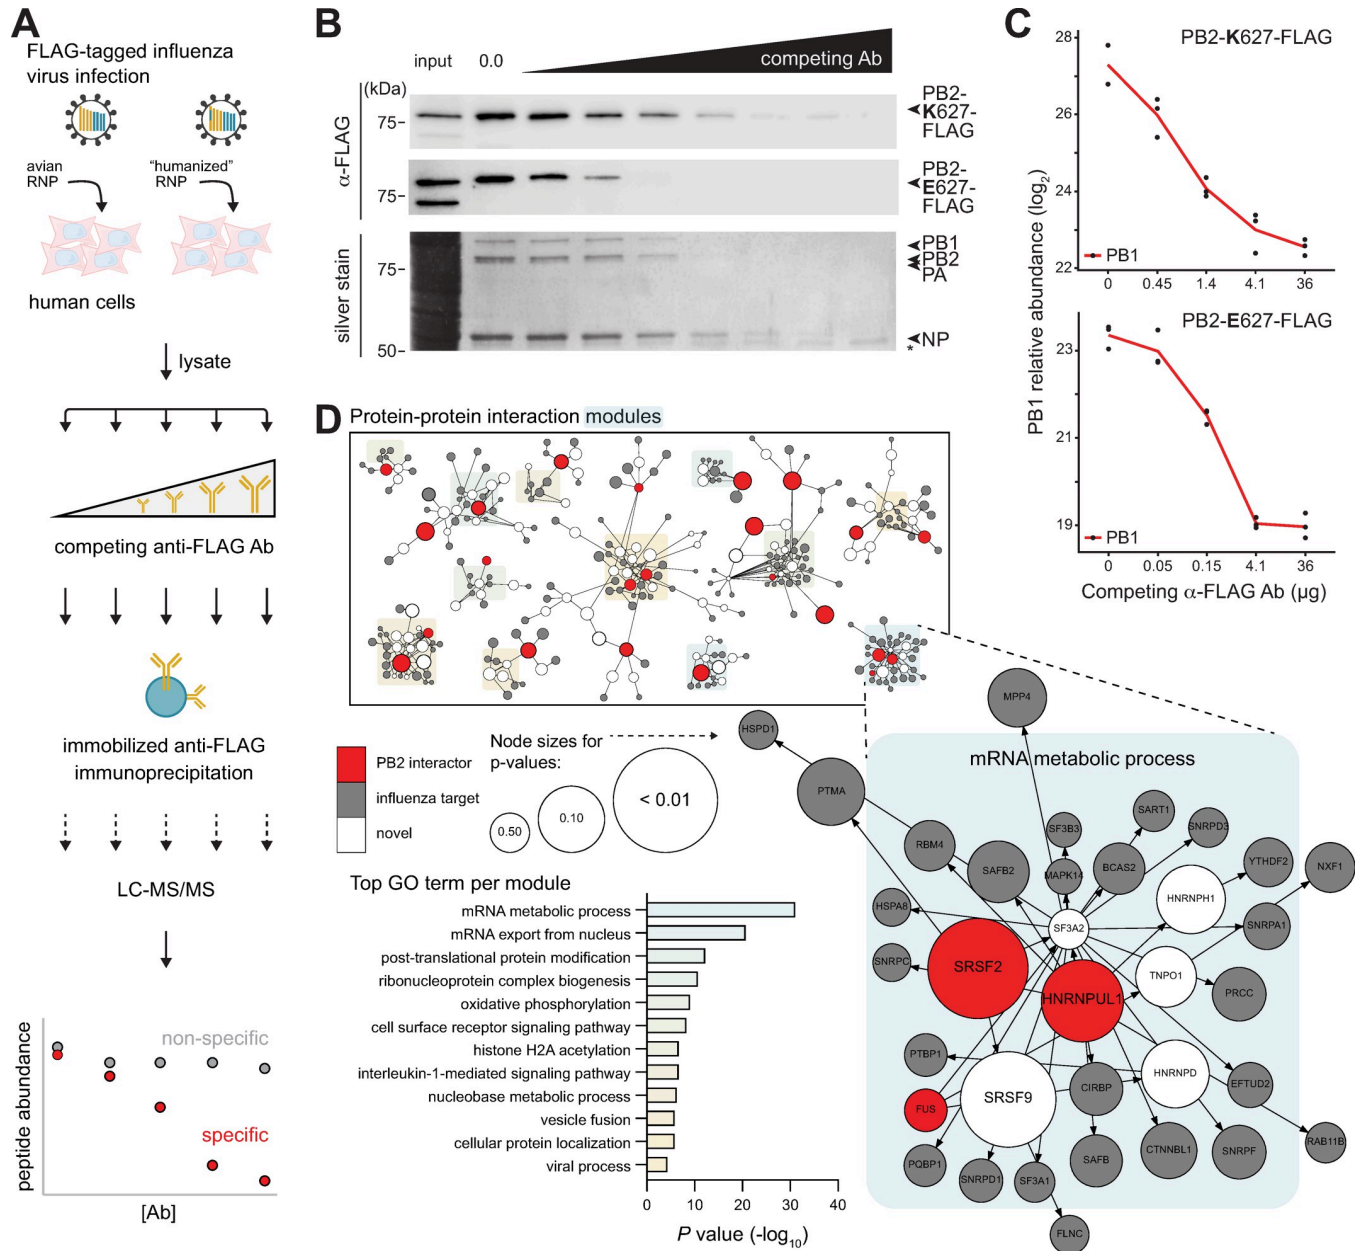 A
FLAG-tagged influenza
virus infection
avian
RNP
"humanized"
RNP
human cells
lysate
competing anti-FLAG Ab
immobilized anti-FLAG
immunoprecipitation
LC-MS/MS
peptide abundance
non-specific
specific
[Ab]
B
input
0.0
competing Ab
(kDa)
α-FLAG
75
PB2-
K627-
FLAG
75
PB2-
E627-
FLAG
silver stain
75
50
PB1
PB2
PA
NP
*
C
PB2-K627-FLAG
PB1 relative abundance (log2)
28
26
24
22
PB1
0
0.45
1.4
4.1
36
PB2-E627-FLAG
23
21
19
PB1
0
0.05
0.15
4.1
36
Competing α-FLAG Ab (µg)
D
Protein-protein interaction modules
PB2 interactor
influenza target
novel
Node sizes for
p-values:
0.50
0.10
< 0.01
Top GO term per module
mRNA metabolic process
mRNA export from nucleus
post-translational protein modification
ribonucleoprotein complex biogenesis
oxidative phosphorylation
cell surface receptor signaling pathway
histone H2A acetylation
interleukin-1-mediated signaling pathway
nucleobase metabolic process
vesicle fusion
cellular protein localization
viral process
0
10
20
30
40
P value (-log10)
mRNA metabolic process
MPP4
HSPD1
PTMA
RBM4
SAFB2
SF3B3
MAPK14
BCAS2
SART1
SNRPD3
YTHDF2
NXF1
HNRNPH1
HSPA8
SF3A2
SNRPA1
SNRPC
SRSF2
HNRNPUL1
TNPO1
PRCC
PTBP1
SRSF9
CIRBP
HNRNPD
EFTUD2
FUS
RAB11B
PQBP1
SNRPD1
SF3A1
SAFB
CTNNBL1
SNRPF
FLNC